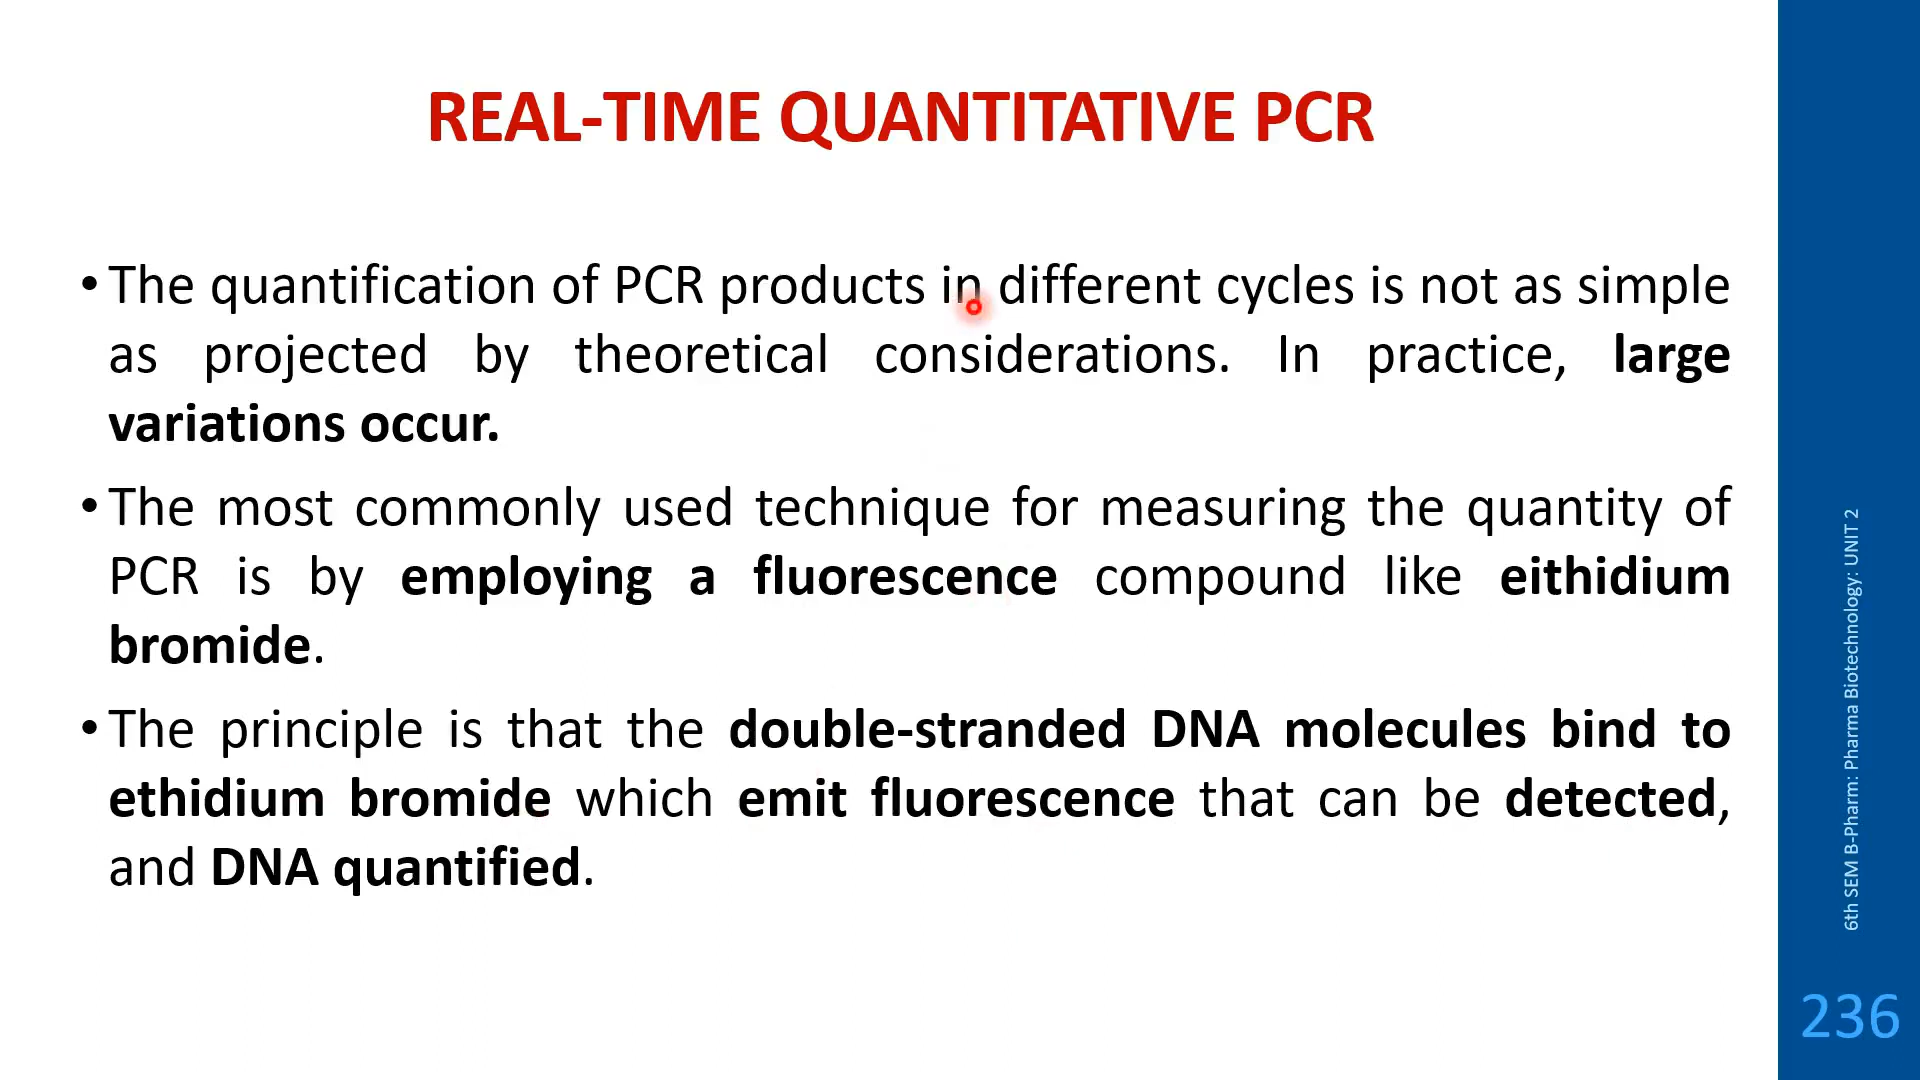 REAL-TIME QUANTITATIVE PCR
• The quantification of PCR products in different cycles is not as simple
as projected by theoretical considerations. In practice, large
variations occur.
• The most commonly used technique for measuring the quantity of
PCR is by employing a fluorescence compound like eithidium
bromide.
• The principle is that the double-stranded DNA molecules bind to
ethidium bromide which emit fluorescence that can be detected,
and DNA quantified.
6th SEM B-Pharm: Pharma Biotechnology: UNIT 2
236